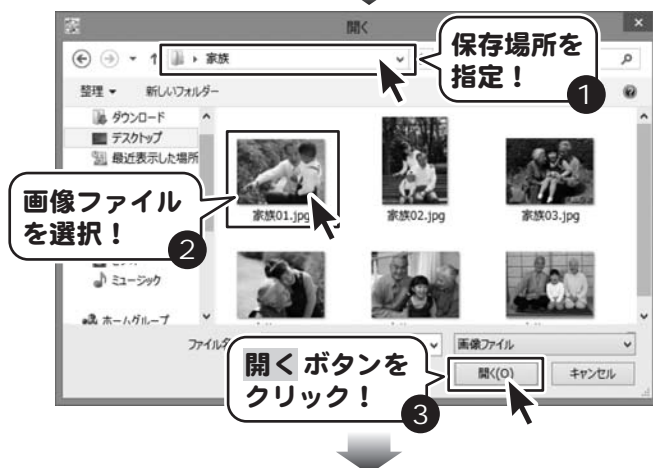 開く
家族
保存場所を
指定！
1
整理
新しいフォルダー
ダウンロード
デスクトップ
最近表示した場所
画像ファイル
を選択！
2
家族01.jpg
家族02.jpg
家族03.jpg
ミュージック
ホームグループ
ファイル名
画像ファイル
開く ボタンを
クリック！
3
開く(O)
キャンセル